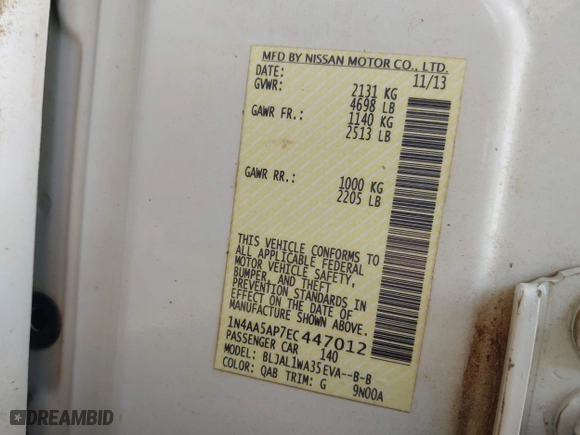 MFD BY NISSAN MOTOR CO., LTD.
DATE: 11/13
GVWR: 2131 KG
4698 LB
GAWR FR.: 1140 KG
2513 LB
GAWR RR.: 1000 KG
2205 LB
THIS VEHICLE CONFORMS TO
ALL APPLICABLE FEDERAL
MOTOR VEHICLE SAFETY,
BUMPER, AND THEFT
PREVENTION STANDARDS IN
EFFECT ON THE DATE OF
MANUFACTURE SHOWN ABOVE.
1N4AA5AP7EC447012
PASSENGER CAR 140
MODEL: BLJAL1WA35EVA--B-B
COLOR: QAB TRIM: G 9N00A
DREAMBID